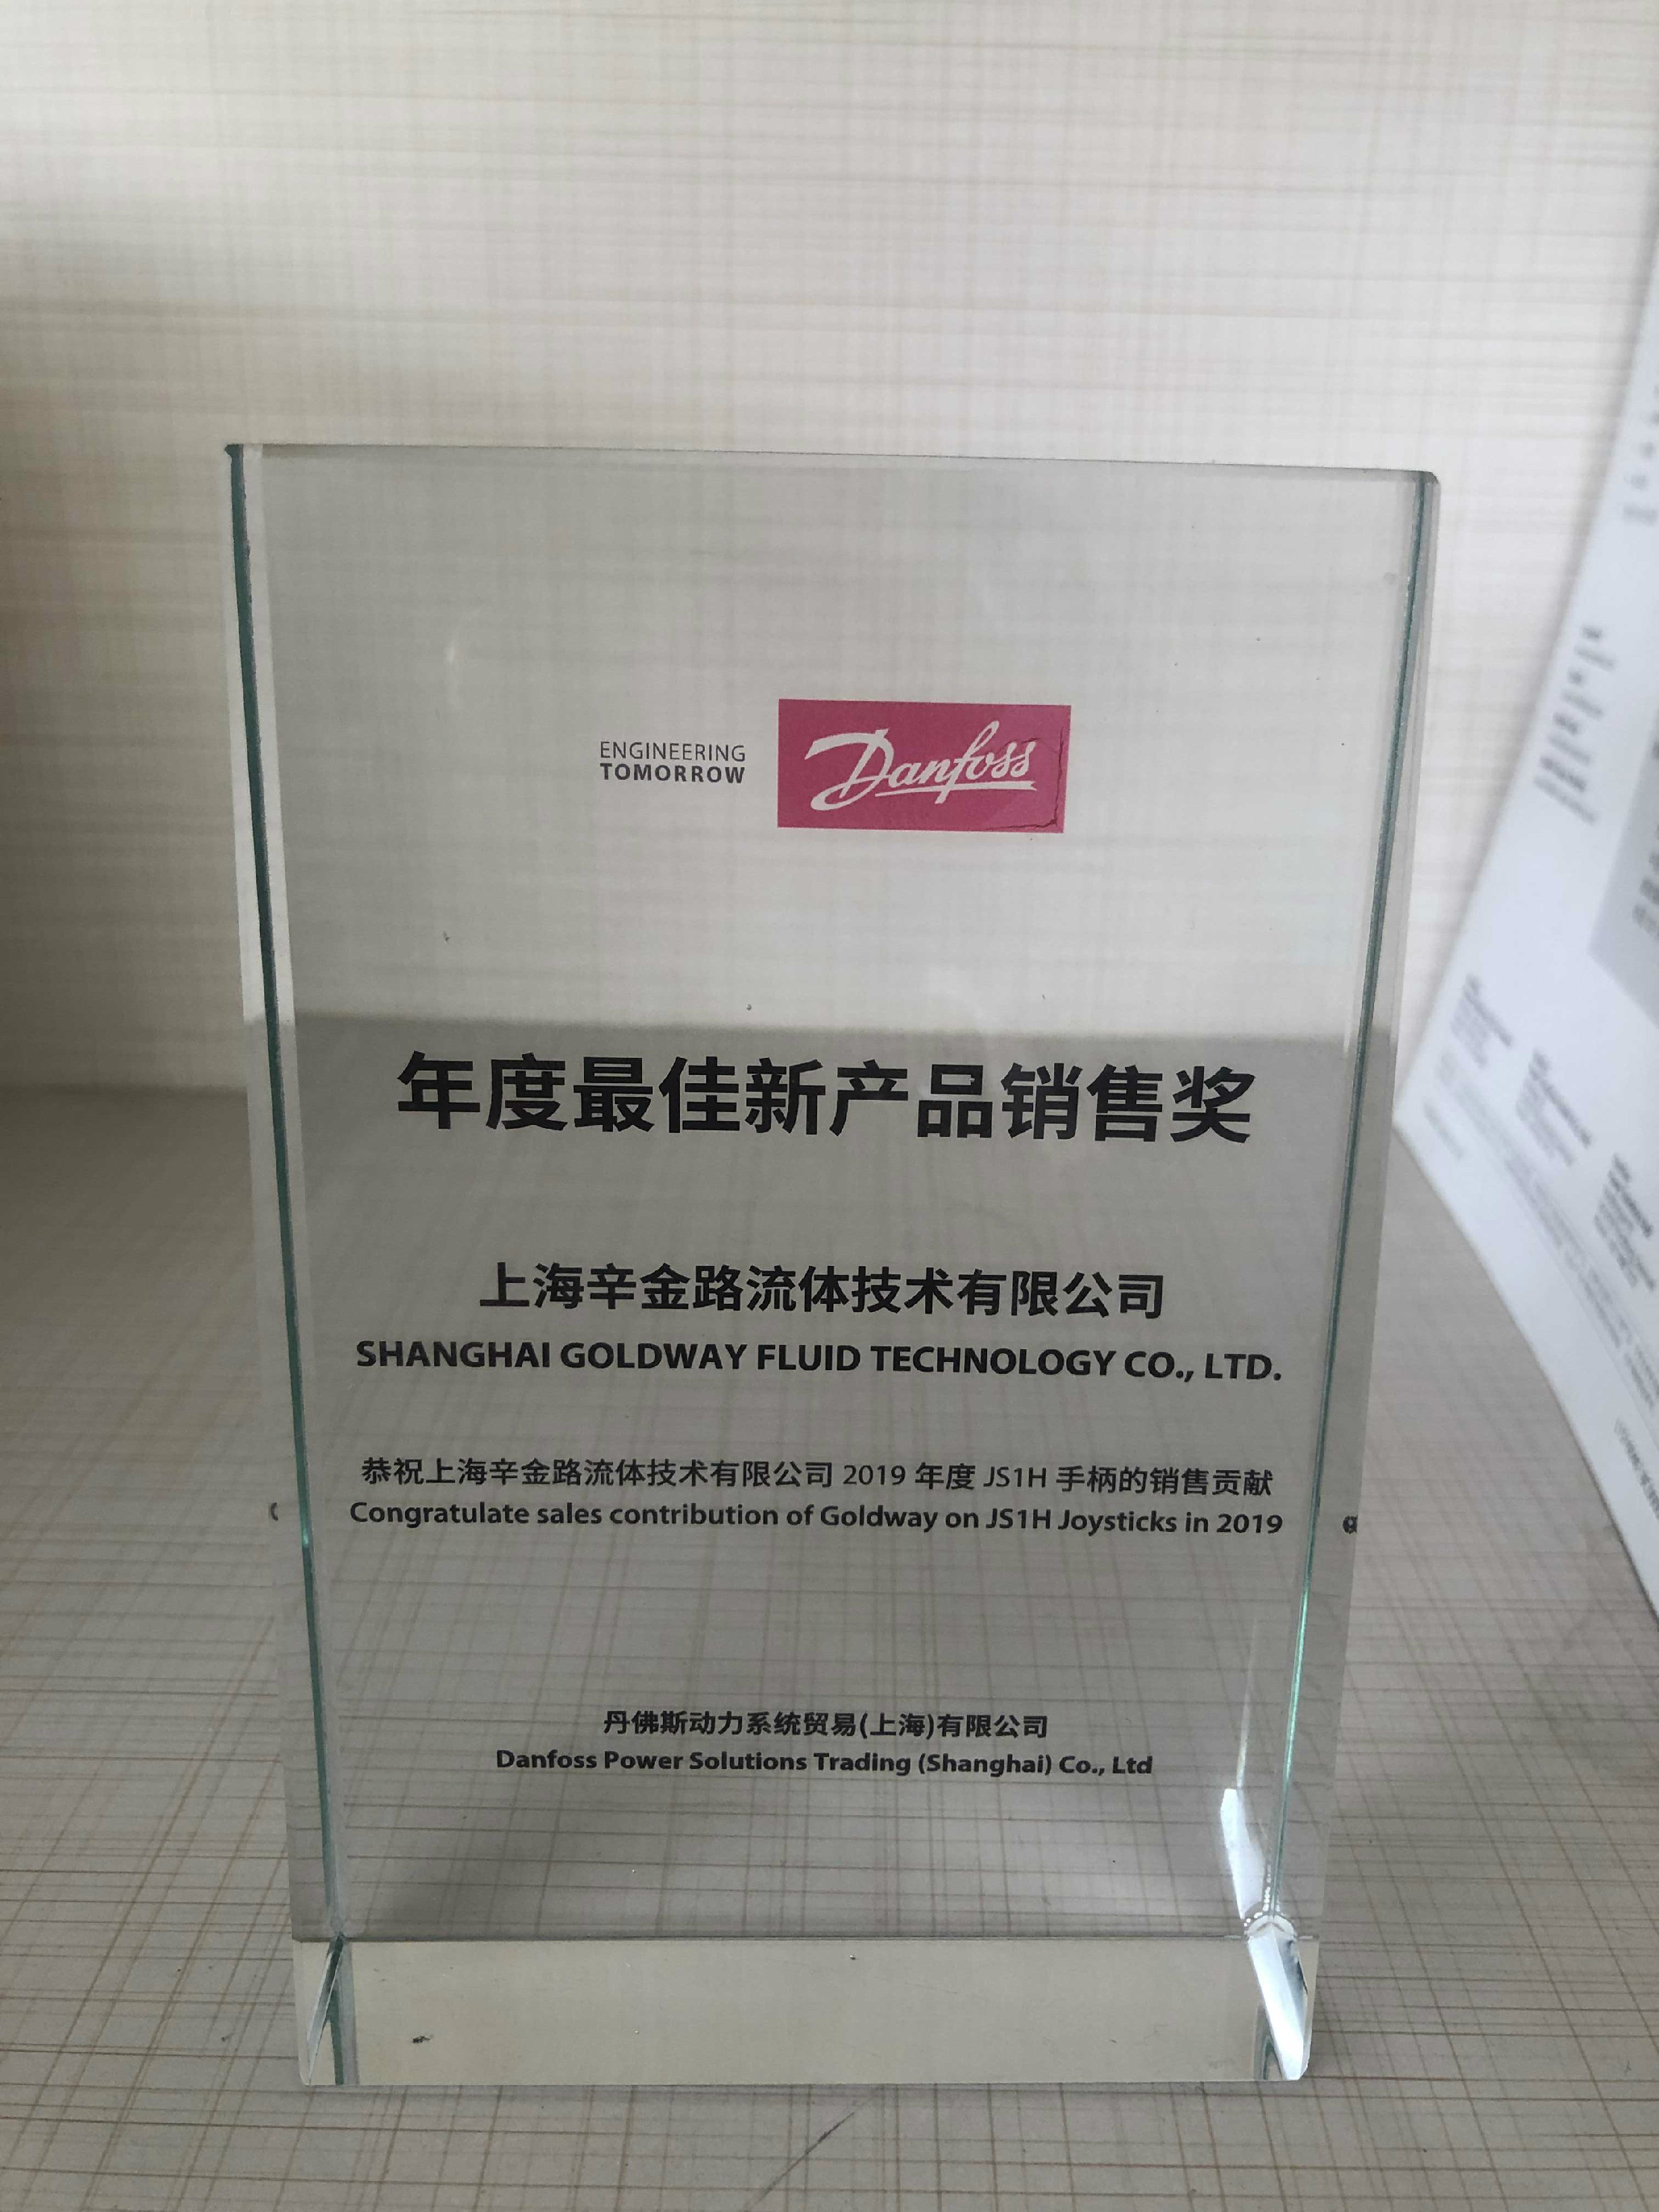 ENGINEERING
TOMORROW
Danfoss
年度最佳新产品销售奖
上海辛金路流体技术有限公司
SHANGHAI GOLDWAY FLUID TECHNOLOGY CO., LTD.
恭祝上海辛金路流体技术有限公司 2019 年度 JS1H 手柄的销售贡献
Congratulate sales contribution of Goldway on JS1H Joysticks in 2019
丹佛斯动力系统贸易(上海)有限公司
Danfoss Power Solutions Trading (Shanghai) Co., Ltd